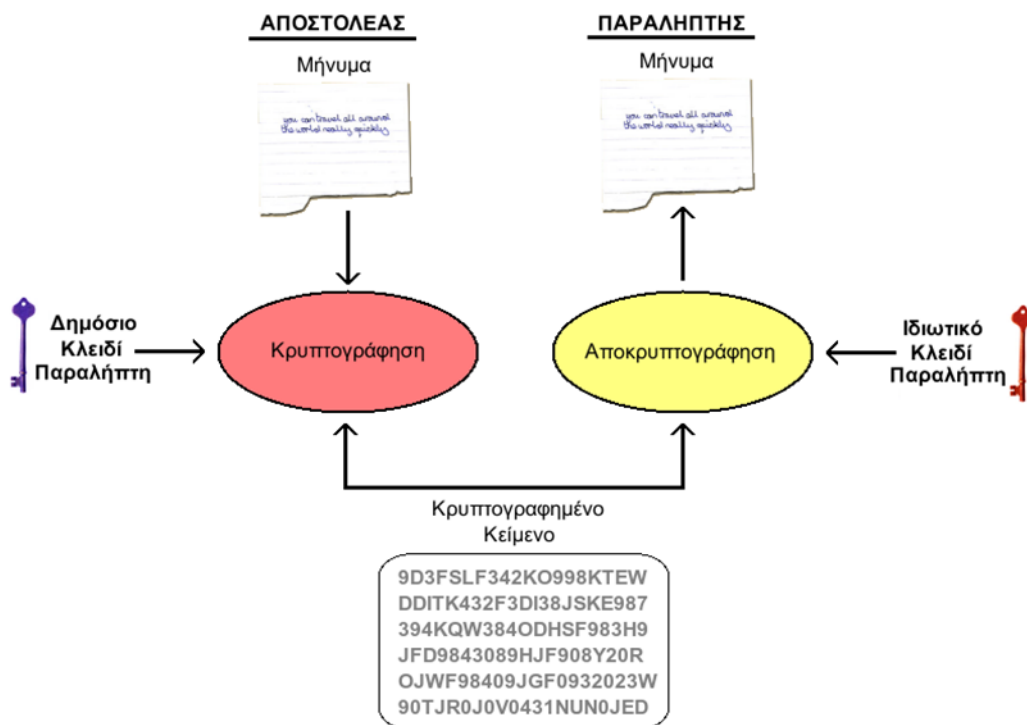 ΑΠΟΣΤΟΛΕΑΣ
Μήνυμα
you can travel all around
the world really quickly
ΠΑΡΑΛΗΠΤΗΣ
Μήνυμα
you can travel all around
the world really quickly
Δημόσιο
Κλειδί
Παραλήπτη
Κρυπτογράφηση
Αποκρυπτογράφηση
Ιδιωτικό
Κλειδί
Παραλήπτη
Κρυπτογραφημένο
Κείμενο
9D3FSLF342KO998KTEW
DDITK432F3DI38JSKE987
394KQW384ODHSF983H9
JFD9843089HJF908Y20R
OJWF98409JGF0932023W
90TJR0J0V0431NUN0JED